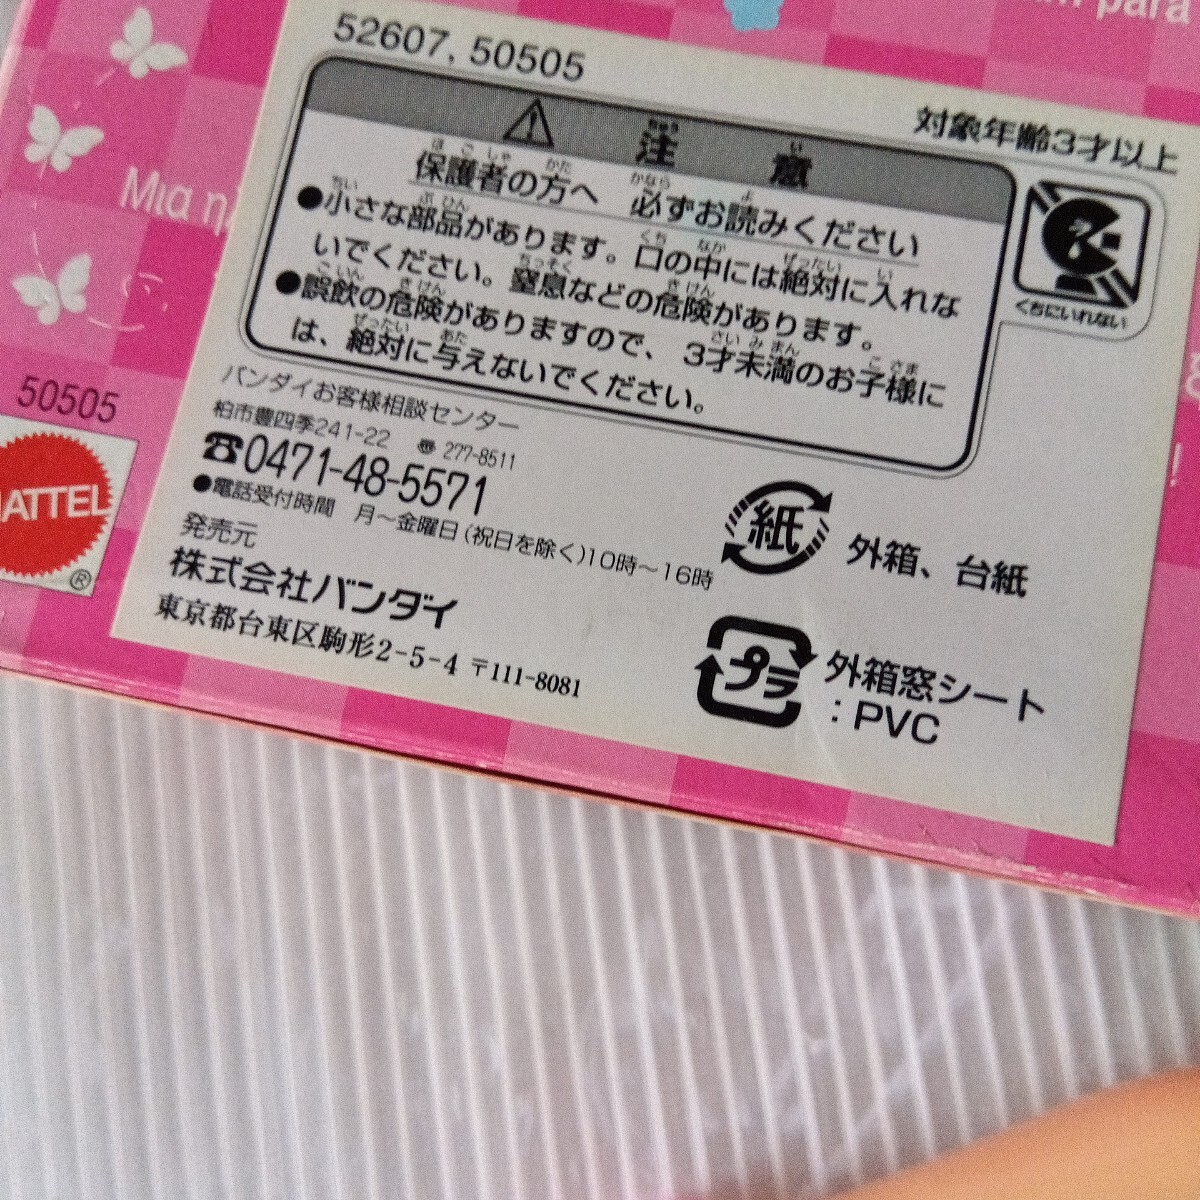 para
52607, 50505
対象年齢3才以上
注意
保護者の方へ 必ずお読みください
●小さな部品があります。口の中には絶対に入れな
いでください。窒息などの危険があります。
●誤飲の危険がありますので、3才未満のお子様に
は、絶対に与えないでください。
くちにいれない
Μια
50505
MATTEL
®
バンダイお客様相談センター
柏市豊四季241-22 〠 277-8511
☎0471-48-5571
●電話受付時間 月〜金曜日(祝日を除く)10時〜16時
発売元
株式会社バンダイ
東京都台東区駒形2-5-4 〒111-8081
紙 外箱、台紙
プラ 外箱窓シート
:PVC
!